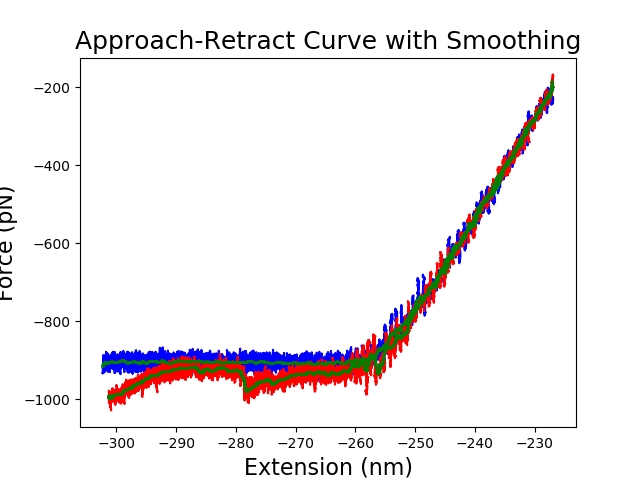 Approach-Retract Curve with Smoothing
Force (pN)
−200
−400
−600
−800
−1000
−300 −290 −280 −270 −260 −250 −240 −230
Extension (nm)